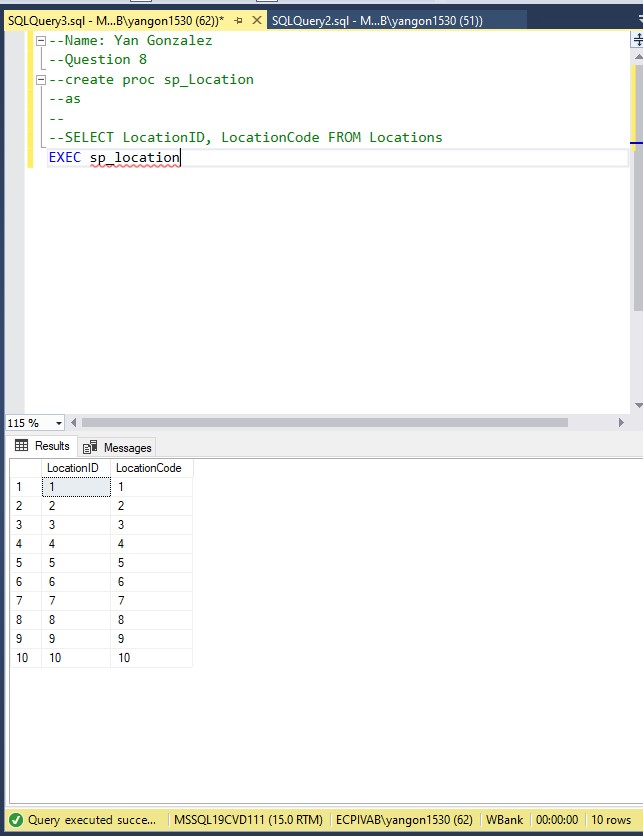 SQLQuery3.sql - M...B\yangon1530 (62))* SQLQuery2.sql - M...B\yangon1530 (51))
--Name: Yan Gonzalez
--Question 8
--create proc sp_Location
--as
--
--SELECT LocationID, LocationCode FROM Locations
EXEC sp_location
115 %
Results Messages
LocationID LocationCode
1 1 1
2 2 2
3 3 3
4 4 4
5 5 5
6 6 6
7 7 7
8 8 8
9 9 9
10 10 10
Query executed succe... MSSQL19CVD111 (15.0 RTM) ECPIVAB\yangon1530 (62) WBank 00:00:00 10 rows